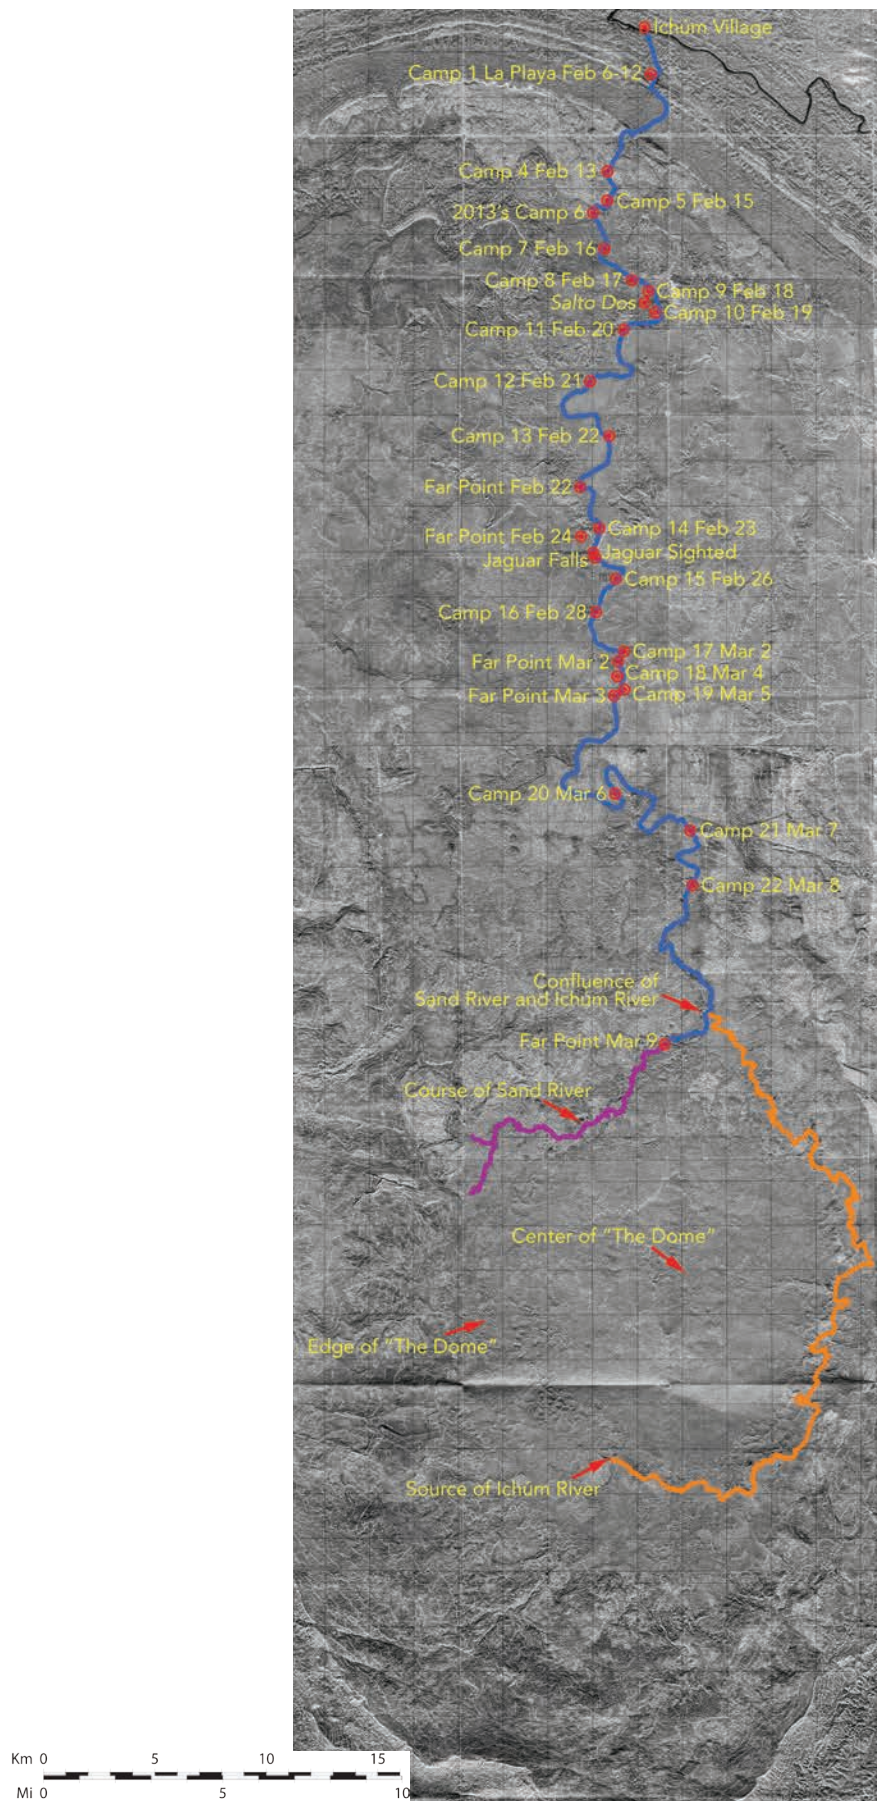 Ichúm Village
Camp 1 La Playa Feb 6-12
Camp 4 Feb 13
Camp 5 Feb 15
2013's Camp 6
Camp 7 Feb 16
Camp 8 Feb 17
Camp 9 Feb 18
Salto Dos
Camp 10 Feb 19
Camp 11 Feb 20
Camp 12 Feb 21
Camp 13 Feb 22
Far Point Feb 22
Camp 14 Feb 23
Far Point Feb 24
Jaguar Sighted
Jaguar Falls
Camp 15 Feb 26
Camp 16 Feb 28
Camp 17 Mar 2
Far Point Mar 2
Camp 18 Mar 4
Camp 19 Mar 5
Far Point Mar 3
Camp 20 Mar 6
Camp 21 Mar 7
Camp 22 Mar 8
Confluence of
Sand River and Ichúm River
Far Point Mar 9
Course of Sand River
Center of "The Dome"
Edge of "The Dome"
Source of Ichúm River
Km 0 5 10 15
Mi 0 5 10